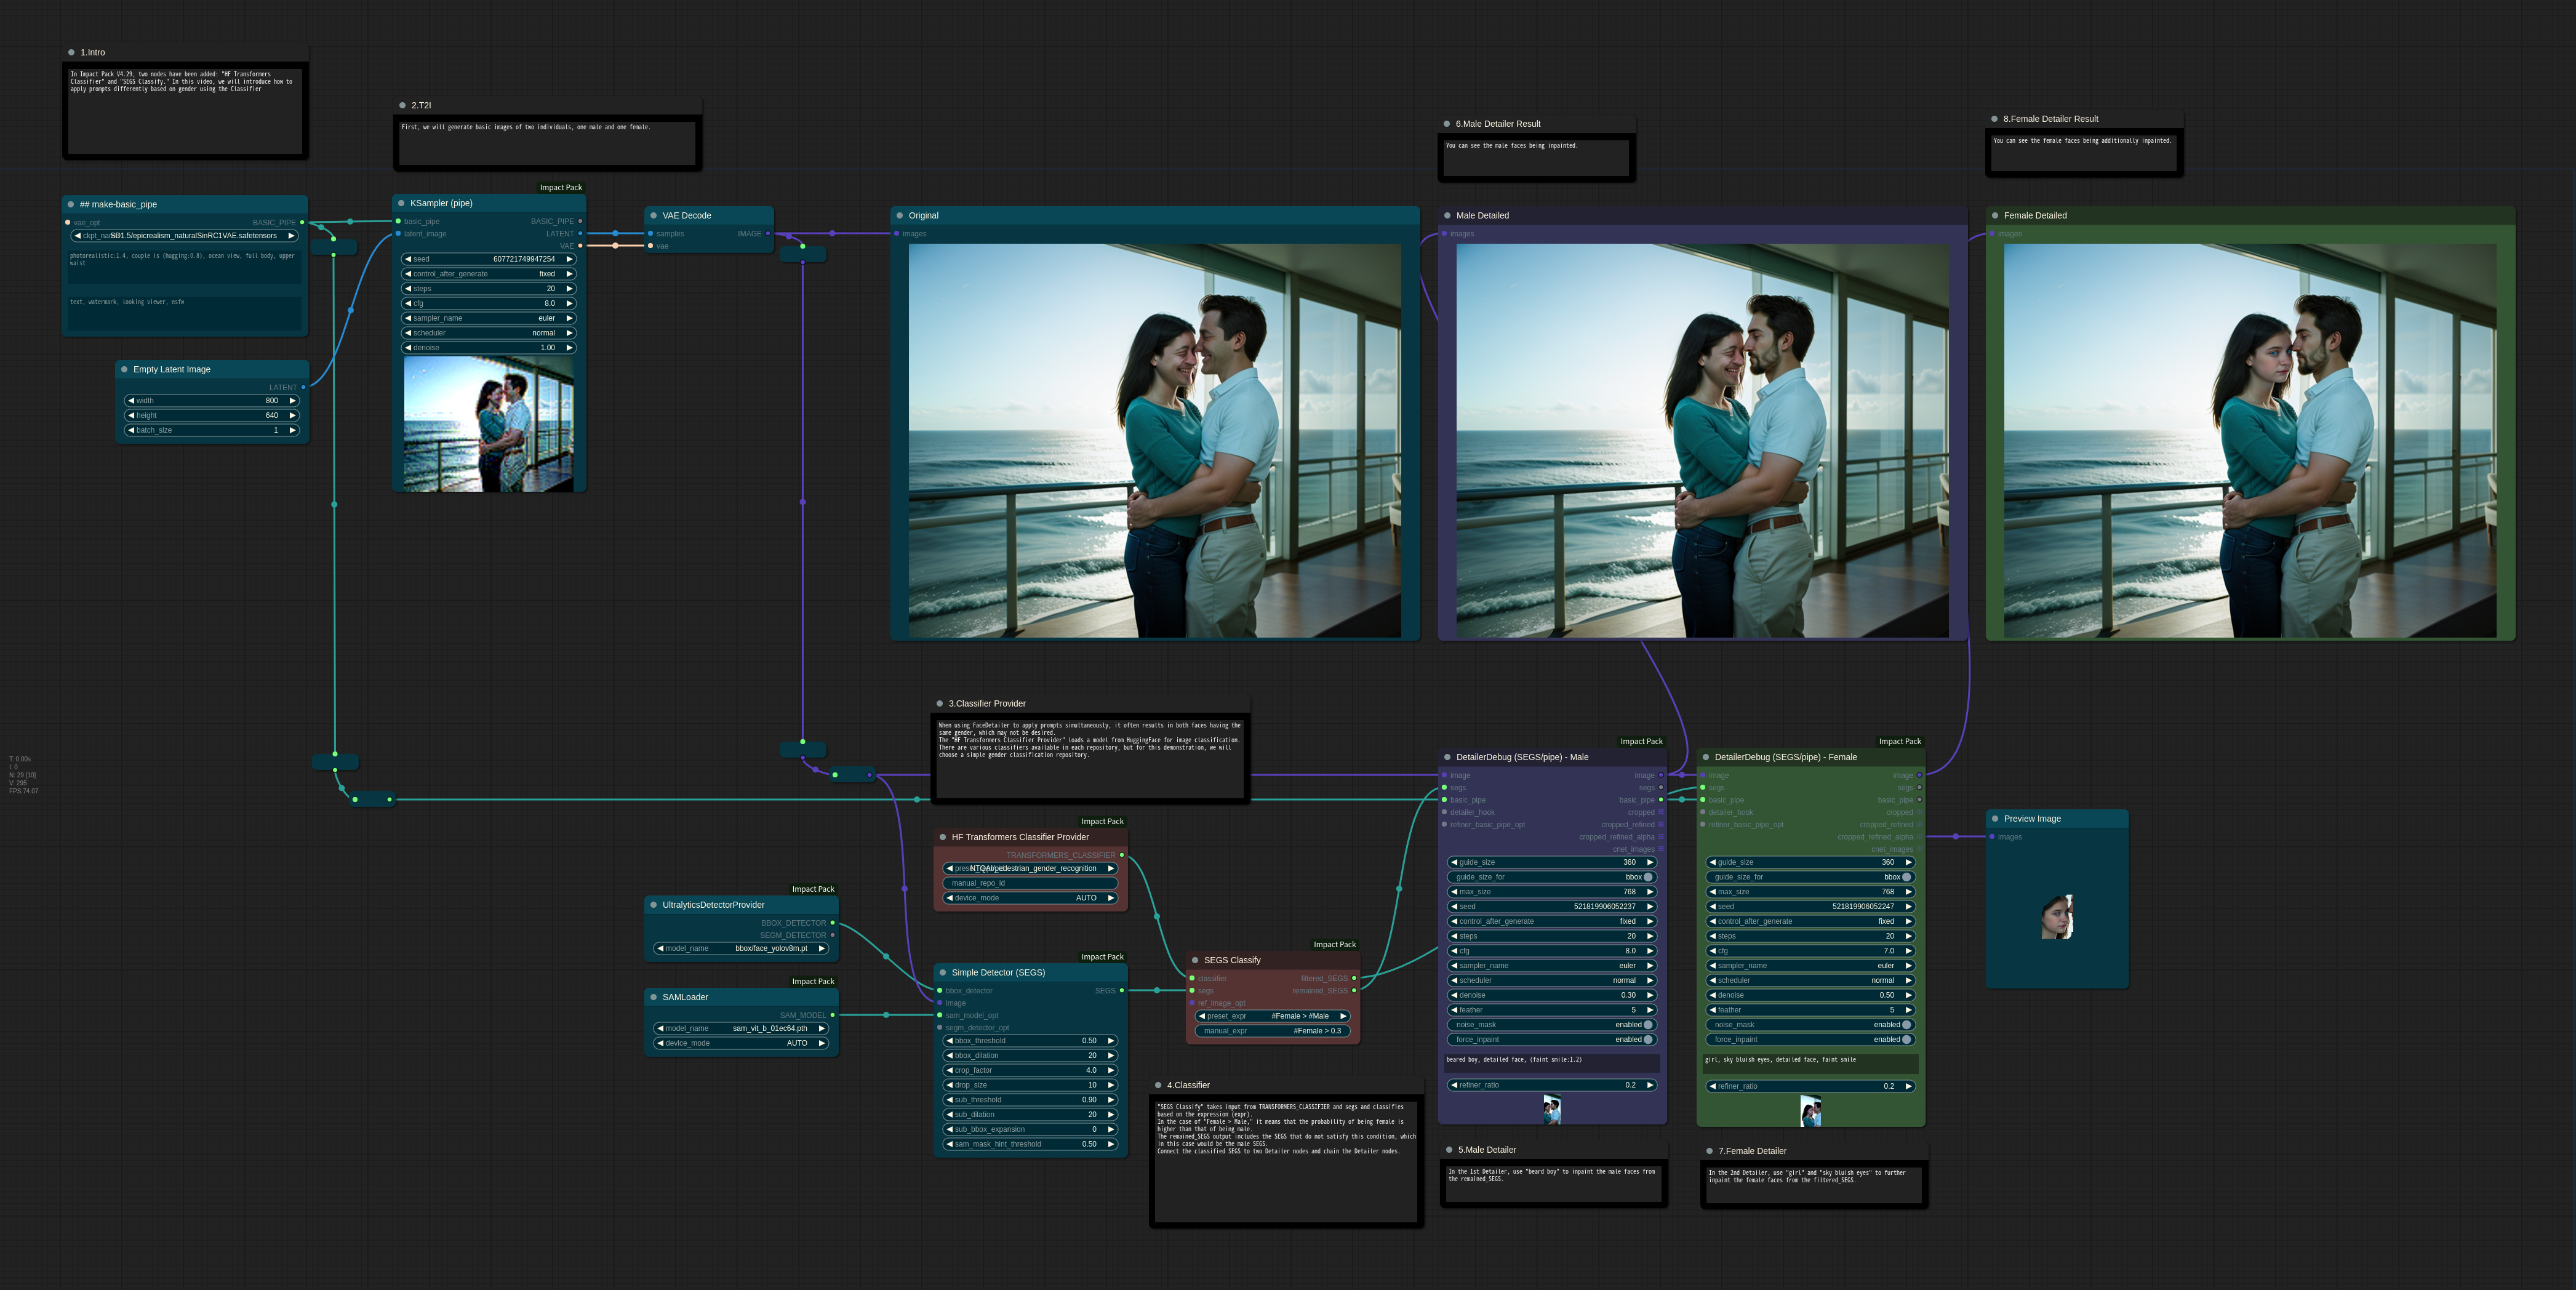 1.Intro
In Impact Pack V4.29, two nodes have been added: "HF Transformers
Classifier" and "SEGS Classify." In this video, we will introduce how to
apply prompts differently based on gender using the Classifier
2.T2I
First, we will generate basic images of two individuals, one male and one female.
6.Male Detailer Result
You can see the male faces being inpainted.
8.Female Detailer Result
You can see the female faces being additionally inpainted.
## make-basic_pipe
vae_opt BASIC_PIPE
SD1.5/epicrealism_naturalSinRC1VAE.safetensors
photorealistic:1.4, couple is (hugging:0.8), ocean view, full body, upper
waist
text, watermark, looking viewer, nsfw
Empty Latent Image
LATENT
width 800
height 640
batch_size 1
Impact Pack
KSampler (pipe)
basic_pipe BASIC_PIPE
latent_image LATENT
VAE
seed 607721749947254
control_after_generate fixed
steps 20
cfg 8.0
sampler_name euler
scheduler normal
denoise 1.00
VAE Decode
samples IMAGE
vae
Original
images
Male Detailed
images
Female Detailed
images
T: 0.00s
I: 0
N: 29 [10]
V: 295
FPS:74.07
3.Classifier Provider
When using FaceDetailer to apply prompts simultaneously, it often results in both faces having the
same gender, which may not be desired.
The "HF Transformers Classifier Provider" loads a model from HuggingFace for image classification.
There are various classifiers available in each repository, but for this demonstration, we will
choose a simple gender classification repository.
Impact Pack
HF Transformers Classifier Provider
TRANSFORMERS_CLASSIFIER
NTQAI/pedestrian_gender_recognition
manual_repo_id
device_mode AUTO
Impact Pack
UltralyticsDetectorProvider
BBOX_DETECTOR
SEGM_DETECTOR
model_name bbox/face_yolov8m.pt
Impact Pack
SAMLoader
SAM_MODEL
model_name sam_vit_b_01ec64.pth
device_mode AUTO
Impact Pack
Simple Detector (SEGS)
bbox_detector SEGS
image
sam_model_opt
segm_detector_opt
bbox_threshold 0.50
bbox_dilation 20
crop_factor 4.0
drop_size 10
sub_threshold 0.90
sub_dilation 20
sub_bbox_expansion 0
sam_mask_hint_threshold 0.50
Impact Pack
SEGS Classify
classifier filtered_SEGS
segs remained_SEGS
ref_image_opt
preset_expr #Female > #Male
manual_expr #Female > 0.3
4.Classifier
"SEGS Classify" takes input from TRANSFORMERS_CLASSIFIER and segs and classifies
based on the expression (expr).
In the case of "Female > Male," it means that the probability of being female is
higher than that of being male.
The remained_SEGS output includes the SEGS that do not satisfy this condition, which
in this case would be the male SEGS.
Connect the classified SEGS to two Detailer nodes and chain the Detailer nodes.
Impact Pack
DetailerDebug (SEGS/pipe) - Male
image image
segs segs
basic_pipe basic_pipe
detailer_hook cropped
refiner_basic_pipe_opt cropped_refined
cropped_refined_alpha
cnet_images
guide_size 360
guide_size_for bbox
max_size 768
seed 521819906052237
control_after_generate fixed
steps 20
cfg 8.0
sampler_name euler
scheduler normal
denoise 0.30
feather 5
noise_mask enabled
force_inpaint enabled
beared boy, detailed face, (faint smile:1.2)
refiner_ratio 0.2
5.Male Detailer
In the 1st Detailer, use "beard boy" to inpaint the male faces from
the remained_SEGS.
Impact Pack
DetailerDebug (SEGS/pipe) - Female
image image
segs segs
basic_pipe basic_pipe
detailer_hook cropped
refiner_basic_pipe_opt cropped_refined
cropped_refined_alpha
cnet_images
guide_size 360
guide_size_for bbox
max_size 768
seed 521819906052247
control_after_generate fixed
steps 20
cfg 7.0
sampler_name euler
scheduler normal
denoise 0.50
feather 5
noise_mask enabled
force_inpaint enabled
girl, sky bluish eyes, detailed face, faint smile
refiner_ratio 0.2
7.Female Detailer
In the 2nd Detailer, use "girl" and "sky bluish eyes" to further
inpaint the female faces from the filtered_SEGS.
Preview Image
images